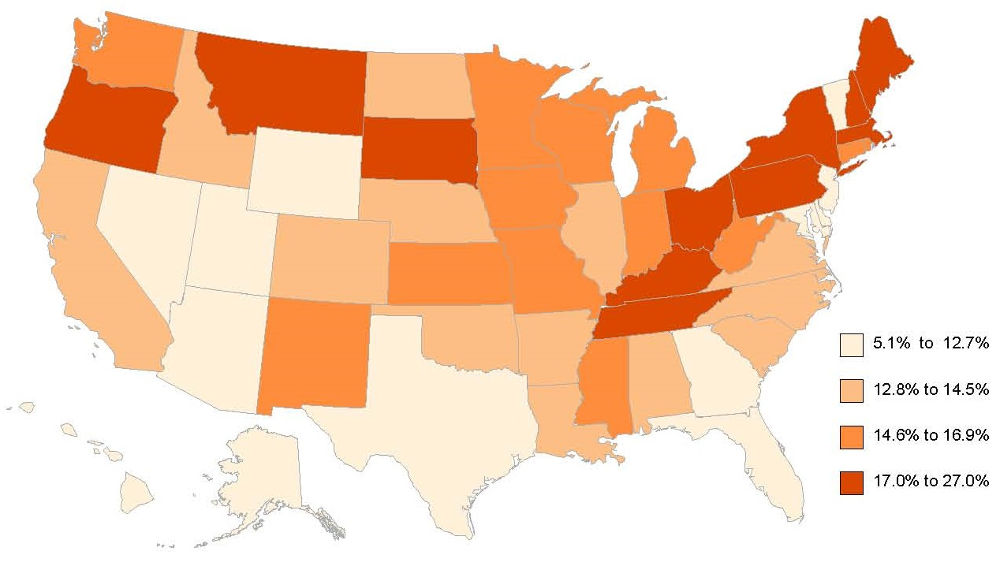 5.1% to 12.7%
12.8% to 14.5%
14.6% to 16.9%
17.0% to 27.0%